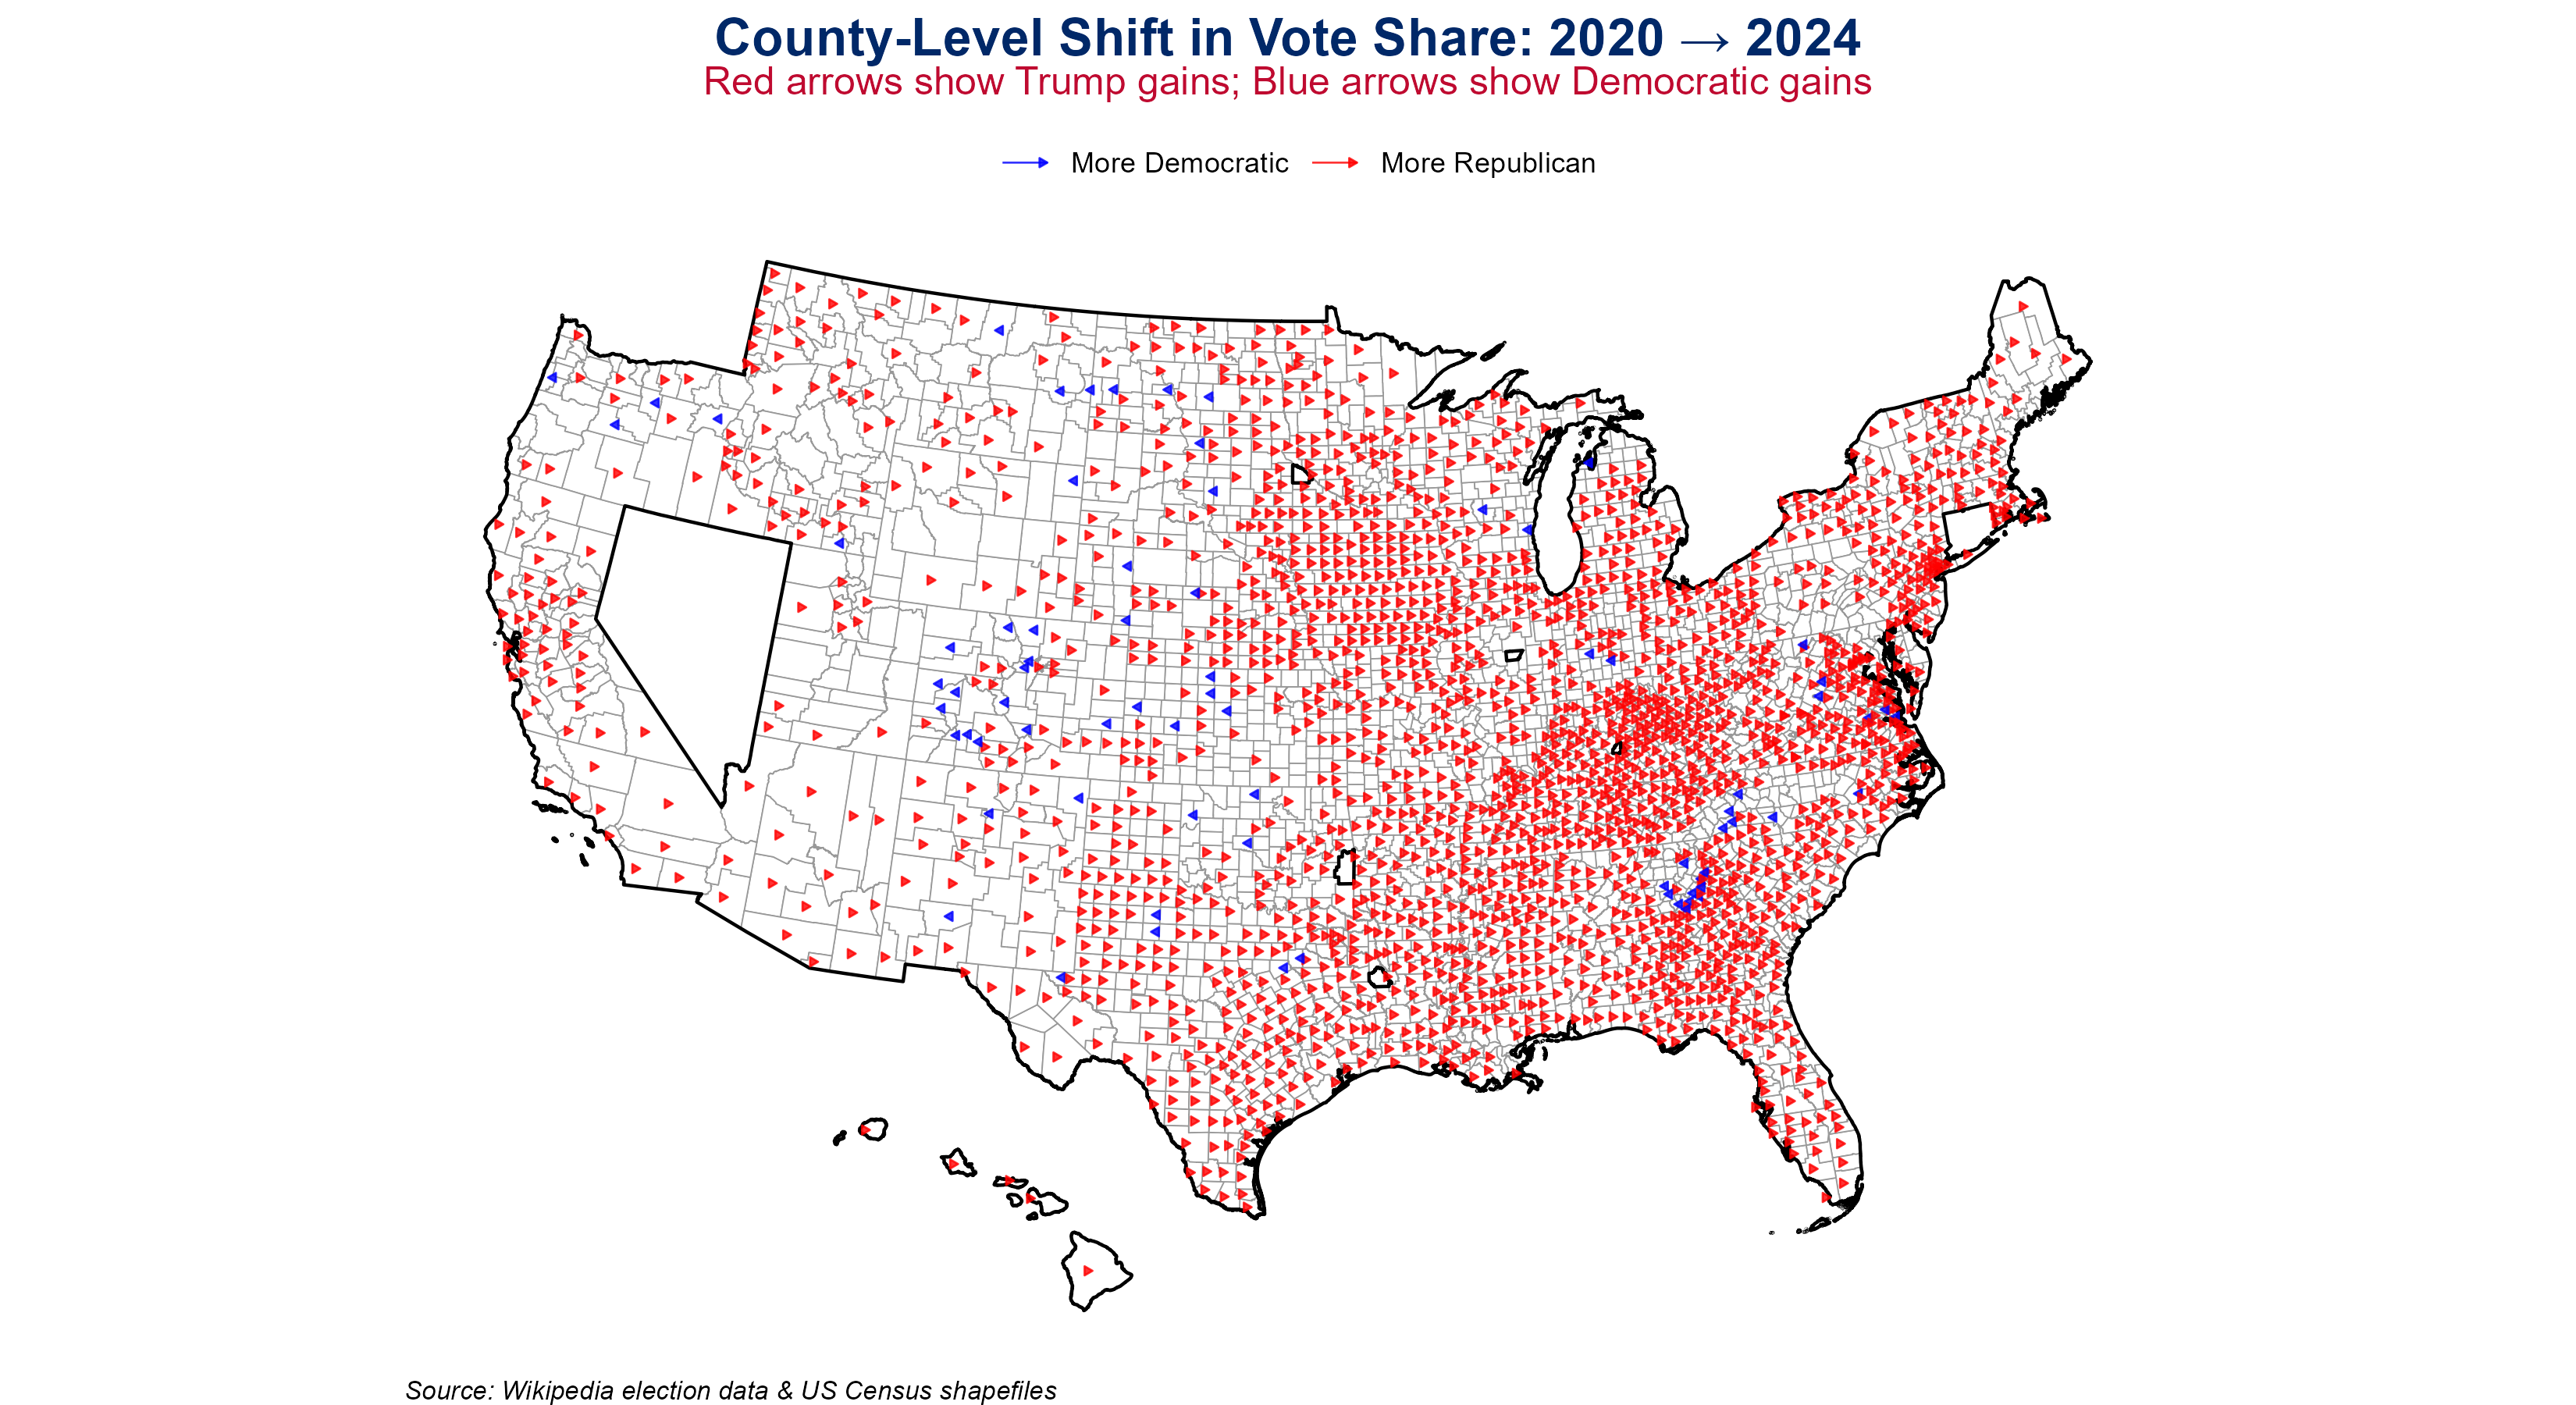 County-Level Shift in Vote Share: 2020 → 2024
Red arrows show Trump gains; Blue arrows show Democratic gains
More Democratic More Republican
Source: Wikipedia election data & US Census shapefiles